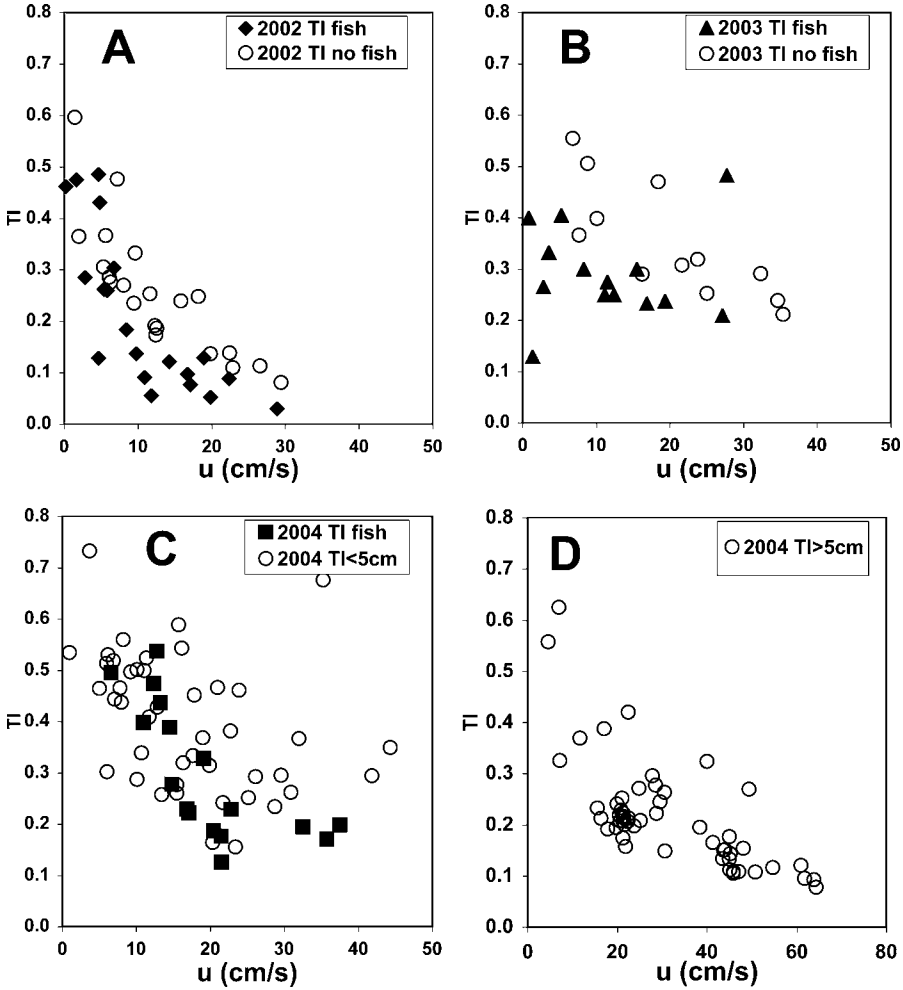 A
2002 TI fish
2002 TI no fish
0.8
0.7
0.6
0.5
0.4
0.3
0.2
0.1
0.0
TI
0 10 20 30 40 50
u (cm/s)
B
2003 TI fish
2003 TI no fish
0.8
0.7
0.6
0.5
0.4
0.3
0.2
0.1
0.0
TI
0 10 20 30 40 50
u (cm/s)
C
2004 TI fish
2004 TI<5cm
0.8
0.7
0.6
0.5
0.4
0.3
0.2
0.1
0.0
TI
0 10 20 30 40 50
u (cm/s)
D
2004 TI>5cm
0.8
0.7
0.6
0.5
0.4
0.3
0.2
0.1
0.0
TI
0 20 40 60 80
u (cm/s)